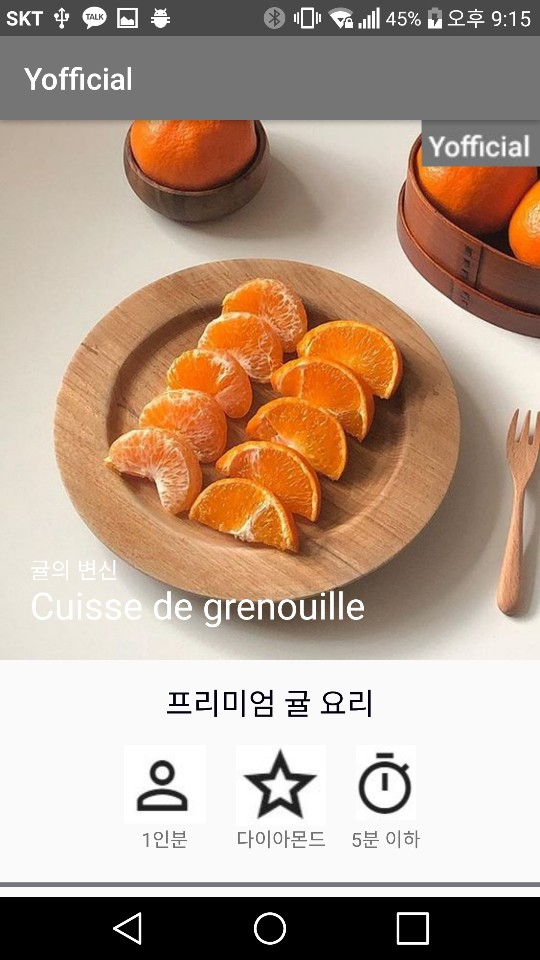 SKT TALK 45% 오후 9:15
Yofficial
Yofficial
귤의 변신
Cuisse de grenouille
프리미엄 귤 요리
1인분 다이아몬드 5분 이하